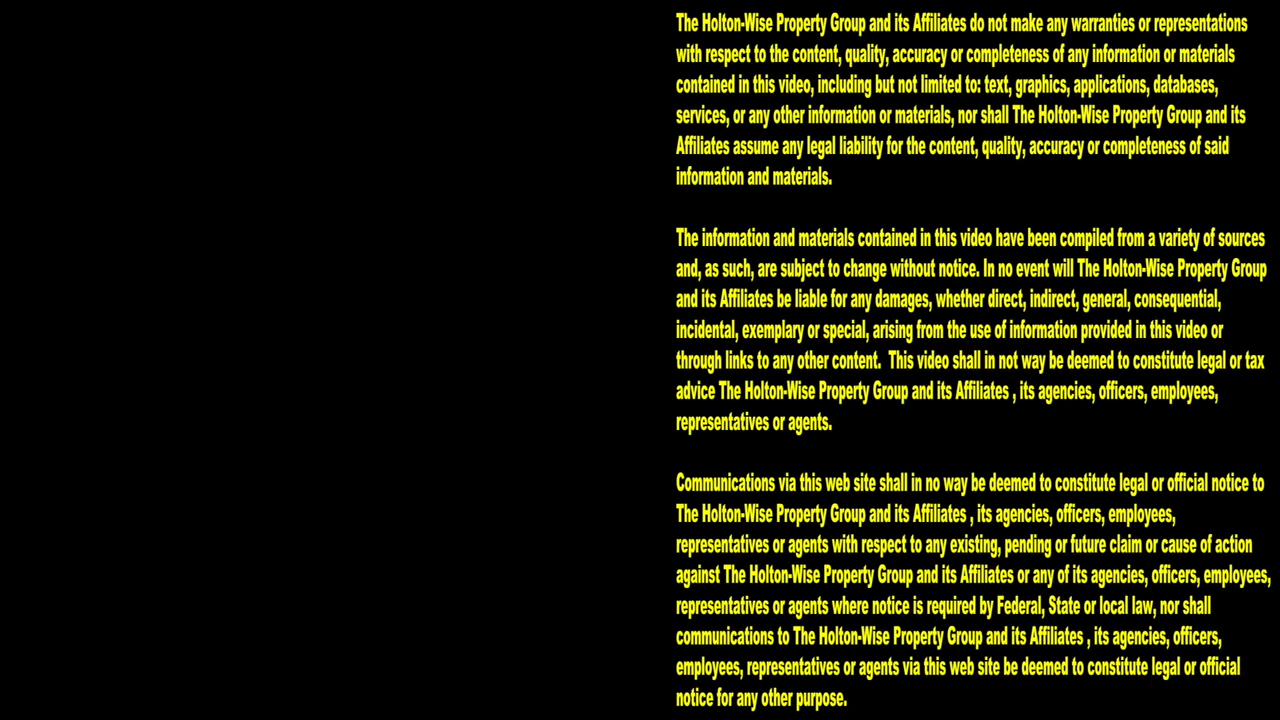 The Holton-Wise Property Group and its Affiliates do not make any warranties or representations
with respect to the content, quality, accuracy or completeness of any information or materials
contained in this video, including but not limited to: text, graphics, applications, databases,
services, or any other information or materials, nor shall The Holton-Wise Property Group and its
Affiliates assume any legal liability for the content, quality, accuracy or completeness of said
information and materials.
The information and materials contained in this video have been compiled from a variety of sources
and, as such, are subject to change without notice. In no event will The Holton-Wise Property Group
and its Affiliates be liable for any damages, whether direct, indirect, general, consequential,
incidental, exemplary or special, arising from the use of information provided in this video or
through links to any other content.  This video shall in not way be deemed to constitute legal or tax
advice The Holton-Wise Property Group and its Affiliates , its agencies, officers, employees,
representatives or agents.
Communications via this web site shall in no way be deemed to constitute legal or official notice to
The Holton-Wise Property Group and its Affiliates , its agencies, officers, employees,
representatives or agents with respect to any existing, pending or future claim or cause of action
against The Holton-Wise Property Group and its Affiliates or any of its agencies, officers, employees,
representatives or agents where notice is required by Federal, State or local law, nor shall
communications to The Holton-Wise Property Group and its Affiliates , its agencies, officers,
employees, representatives or agents via this web site be deemed to constitute legal or official
notice for any other purpose.